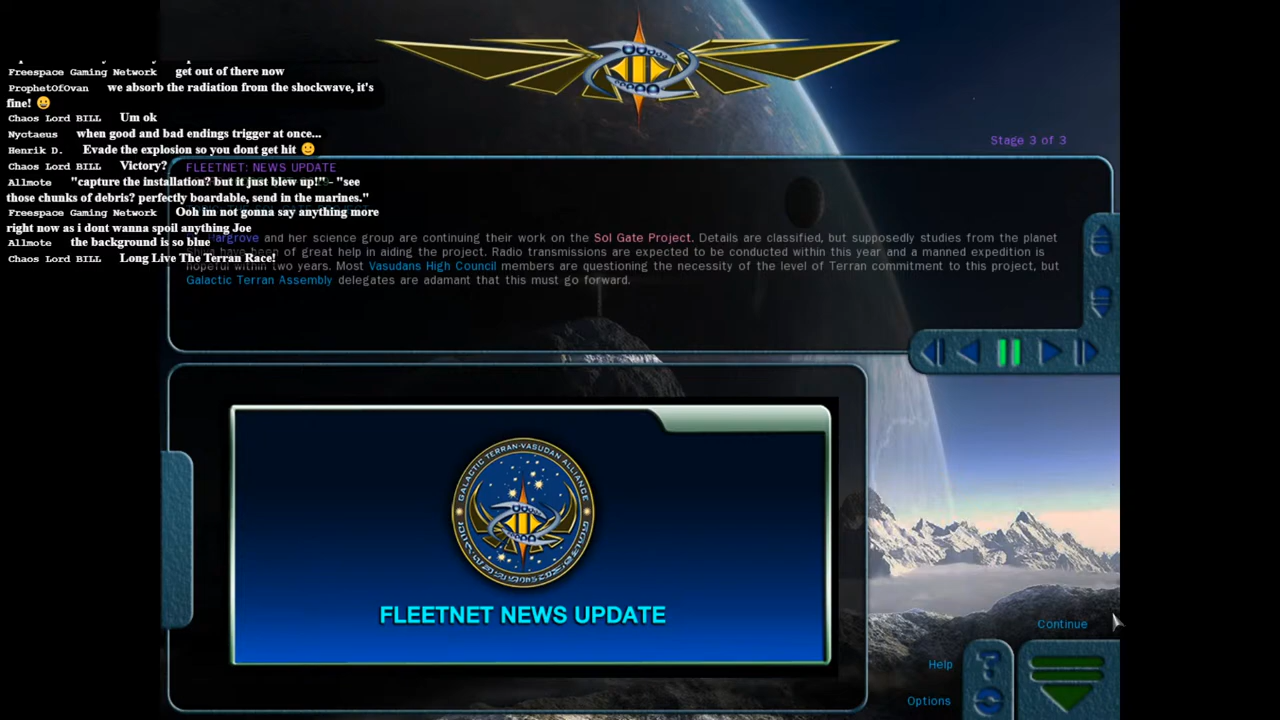 Freespace Gaming Network get out of there now
ProphetOfOvan we absorb the radiation from the shockwave, it's
fine! 😀
Chaos Lord BILL Um ok
Nyctaeus when good and bad endings trigger at once...
Henrik D. Evade the explosion so you dont get hit 🙂
Chaos Lord BILL Victory?
Allmote "capture the installation? but it just blew up!" - "see
those chunks of debris? perfectly boardable, send in the marines."
Freespace Gaming Network Ooh im not gonna say anything more
right now as i dont wanna spoil anything Joe
Allmote the background is so blue
Chaos Lord BILL Long Live The Terran Race!
Stage 3 of 3
FLEETNET: NEWS UPDATE
Hargrove and her science group are continuing their work on the Sol Gate Project. Details are classified, but supposedly studies from the planet
Shiva have been of great help in aiding the project. Radio transmissions are expected to be conducted within this year and a manned expedition is
hopeful within two years. Most Vasudans High Council members are questioning the necessity of the level of Terran commitment to this project, but
Galactic Terran Assembly delegates are adamant that this must go forward.
GALACTIC TERRAN-VASUDAN ALLIANCE
FLEETNET NEWS UPDATE
Continue
Help
Options